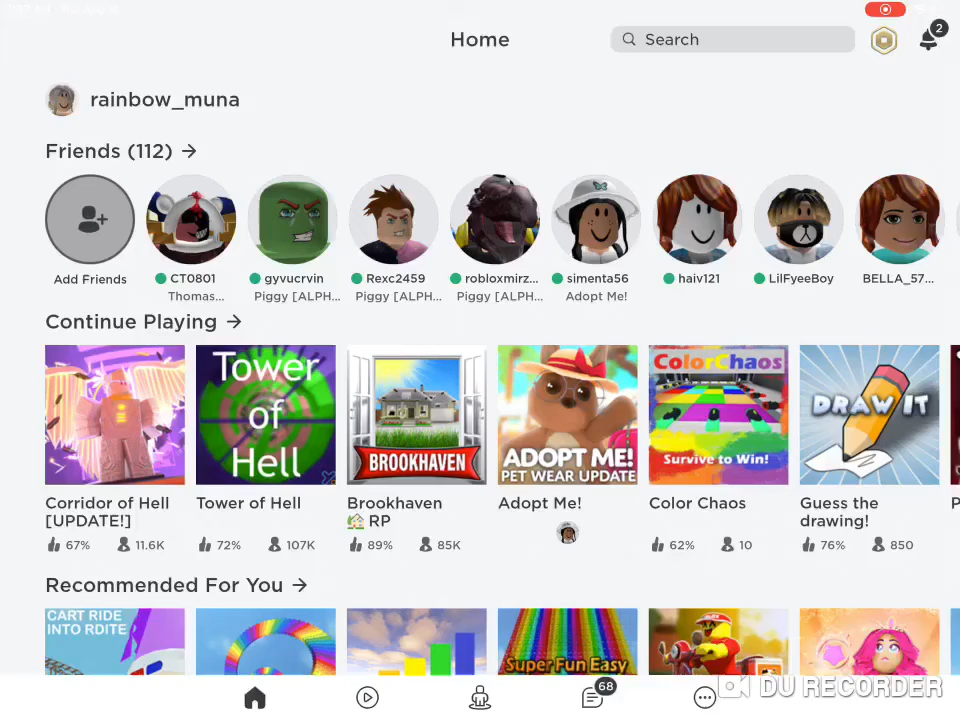 Home
Search
2
rainbow_muna
Friends (112) →
Add Friends
CT0801
Thomas...
gyvucrvin
Piggy [ALPH...
Rexc2459
Piggy [ALPH...
robloxmirz...
Piggy [ALPH...
simenta56
Adopt Me!
haiv121
LilFyeeBoy
BELLA_57...
Continue Playing →
Tower
of
Hell
BROOKHAVEN
ADOPT ME!
PET WEAR UPDATE
ColorChaos
Survive to Win!
DRAW IT
Corridor of Hell
[UPDATE!]
67% 11.6K
Tower of Hell
72% 107K
Brookhaven
🏡RP
89% 85K
Adopt Me!
Color Chaos
62% 10
Guess the
drawing!
76% 850
Recommended For You →
CART RIDE
INTO RDITE
Super Fun Easy
68
DU RECORDER